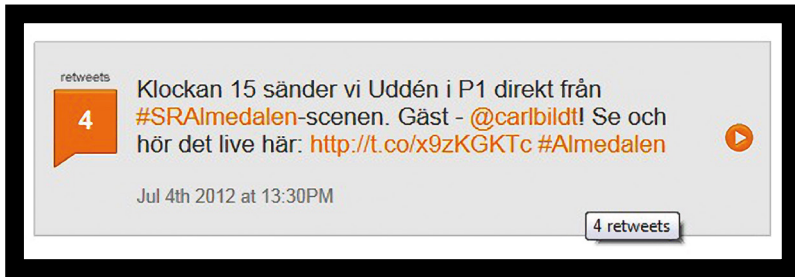 retweets
4
Klockan 15 sänder vi Uddén i P1 direkt från
#SRAlmedalen-scenen. Gäst - @carlbildt! Se och
hör det live här: http://t.co/x9zKGKTc #Almedalen
Jul 4th 2012 at 13:30PM
4 retweets